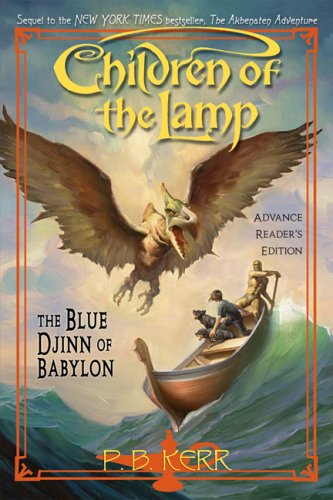 Sequel to the NEW YORK TIMES bestseller, The Akhenaten Adventure
Children of
the Lamp
ADVANCE
READER'S
EDITION
THE BLUE
DJINN OF
BABYLON
P. B. KERR